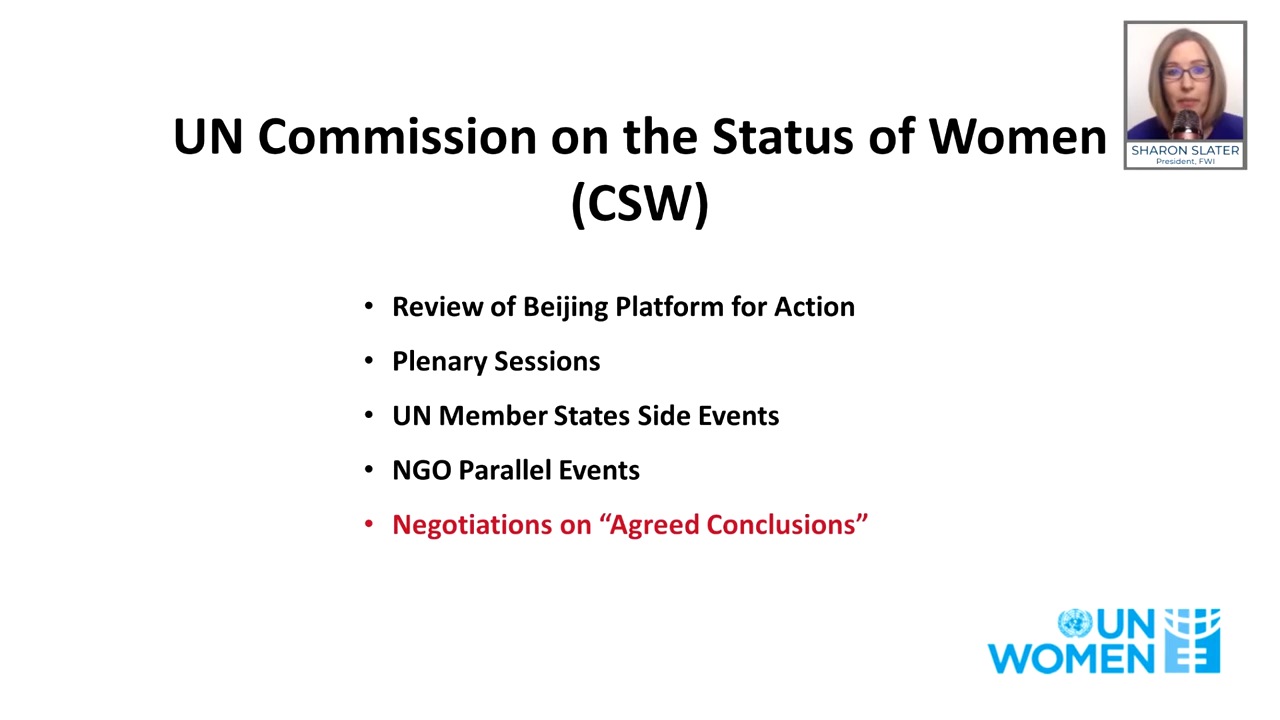 UN Commission on the Status of Women
(CSW)
SHARON SLATER
President, FWI
• Review of Beijing Platform for Action
• Plenary Sessions
• UN Member States Side Events
• NGO Parallel Events
• Negotiations on “Agreed Conclusions”
UN
WOMEN